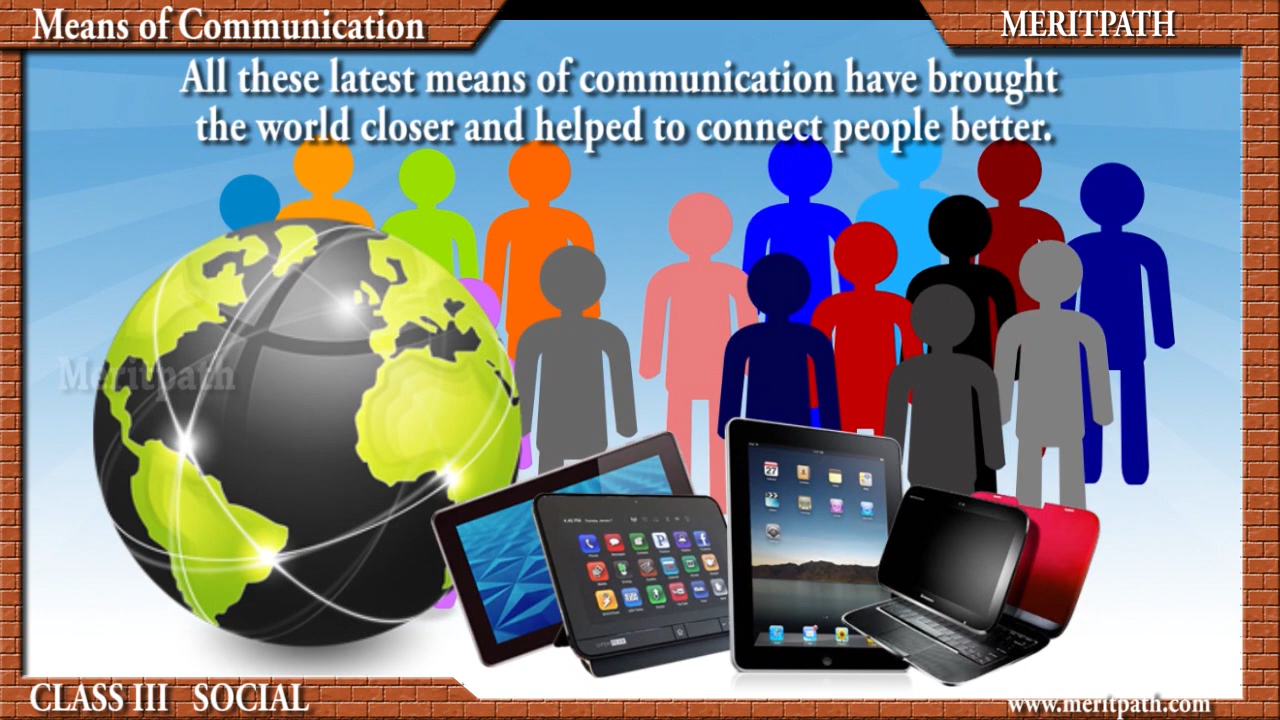 Means of Communication
MERITPATH
All these latest means of communication have brought
the world closer and helped to connect people better.
Meritpath
27
CLASS III SOCIAL
www.meritpath.com